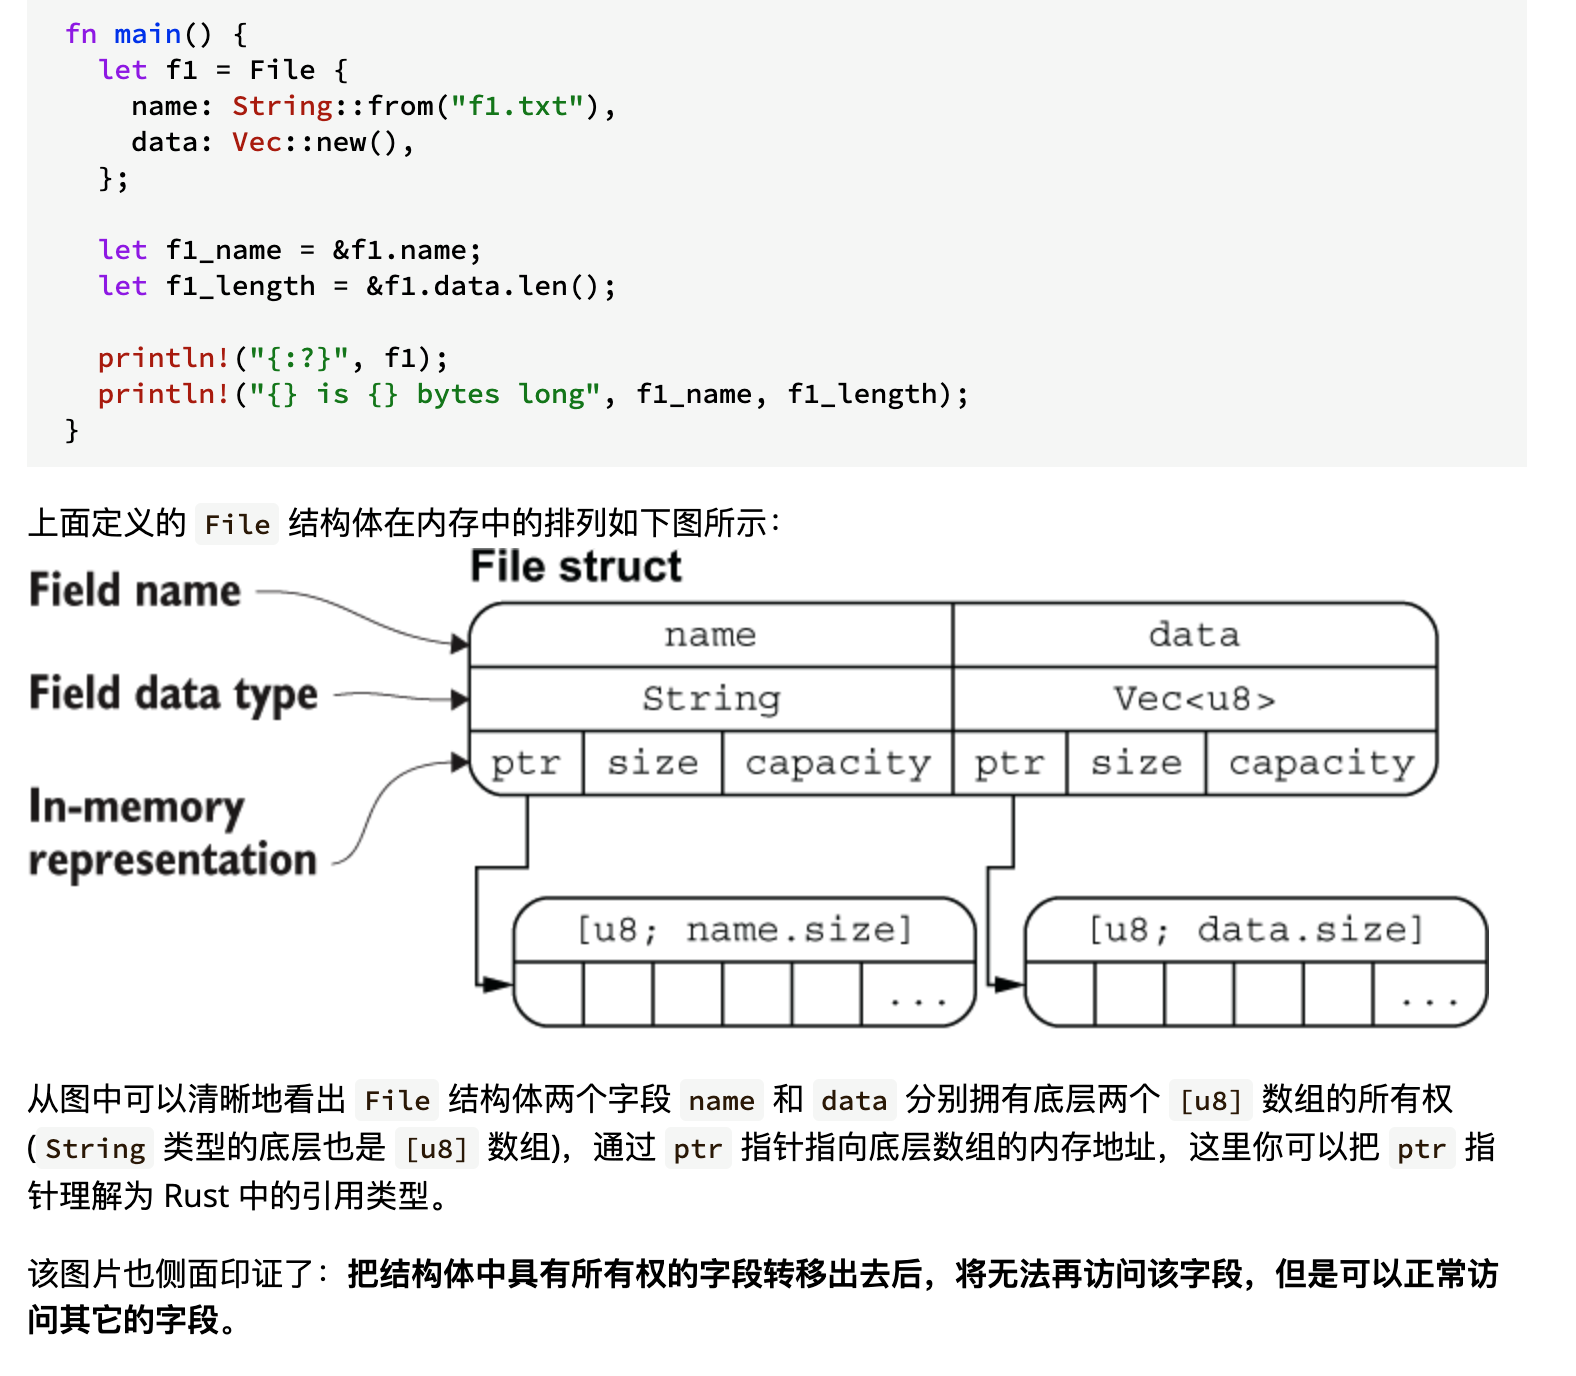 fn main() {
let f1 = File {
name: String::from("f1.txt"),
data: Vec::new(),
};
let f1_name = &f1.name;
let f1_length = &f1.data.len();
println!("{:?}", f1);
println!("{} is {} bytes long", f1_name, f1_length);
}
上面定义的 File 结构体在内存中的排列如下图所示：
File struct
Field name
name data
Field data type
String Vec<u8>
ptr size capacity ptr size capacity
In-memory
representation
[u8; name.size] [u8; data.size]
... ...
从图中可以清晰地看出 File 结构体两个字段 name 和 data 分别拥有底层两个 [u8] 数组的所有权
(String 类型的底层也是 [u8] 数组)，通过 ptr 指针指向底层数组的内存地址，这里你可以把 ptr 指
针理解为 Rust 中的引用类型。
该图片也侧面印证了：把结构体中具有所有权的字段转移出去后，将无法再访问该字段，但是可以正常访
问其它的字段。